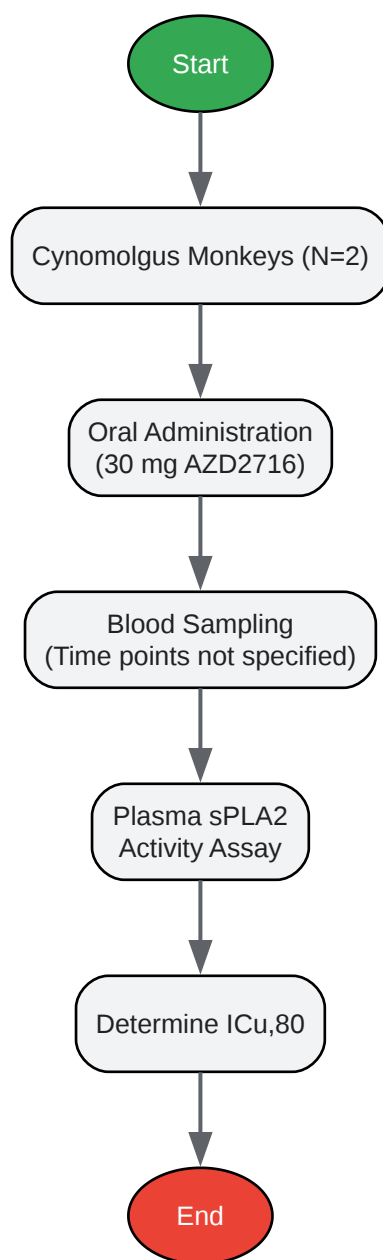 Start
Cynomolgus Monkeys (N=2)
Oral Administration
(30 mg AZD2716)
Blood Sampling
(Time points not specified)
Plasma sPLA2
Activity Assay
Determine ICu,80
End